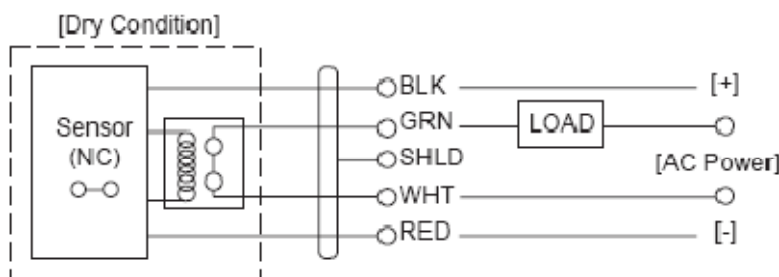 [Dry Condition]
BLK
[+]
Sensor
(NC)
GRN
LOAD
SHLD
[AC Power]
WHT
RED
[-]